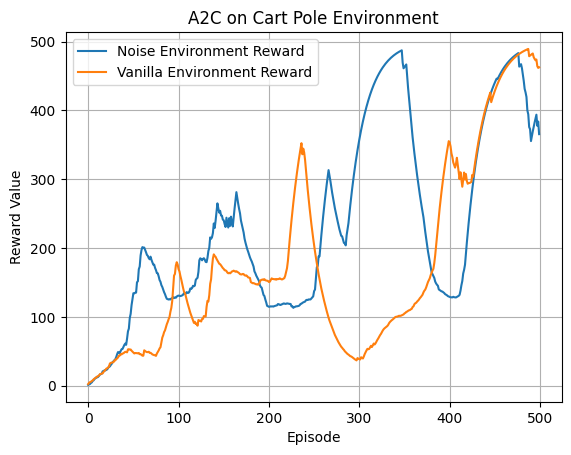 A2C on Cart Pole Environment
Noise Environment Reward
Vanilla Environment Reward
Reward Value
500
400
300
200
100
0
0 100 200 300 400 500
Episode